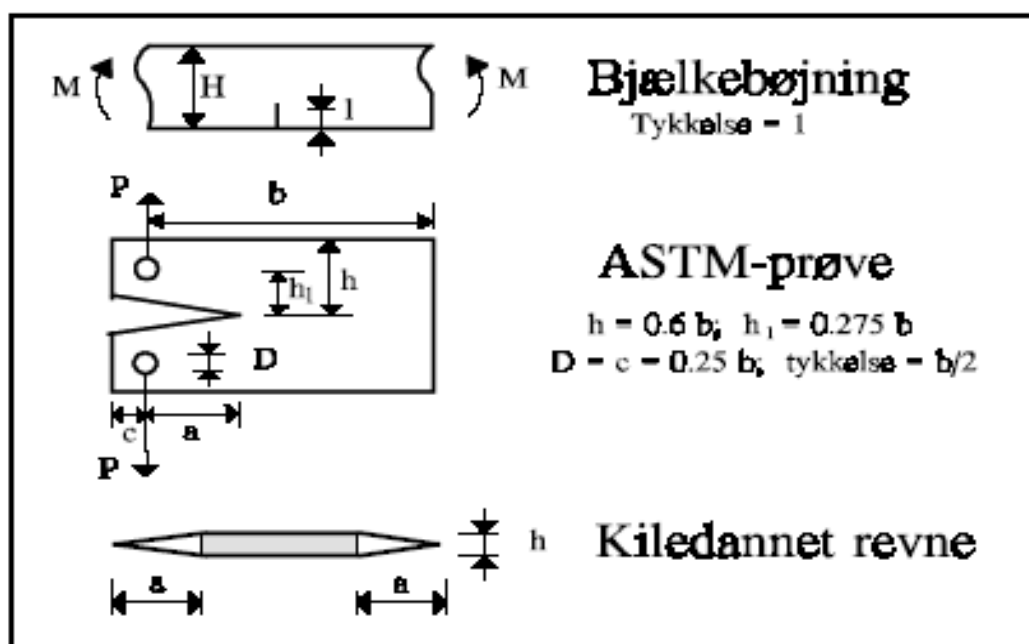 M
H
l
M
Bjælkebøjning
Tykkelse = 1
P
b
h
h₁
D
c
a
P
ASTM-prøve
h = 0.6 b; h₁ = 0.275 b
D = c = 0.25 b; tykkelse = b/2
a
a
h
Kiledannet revne